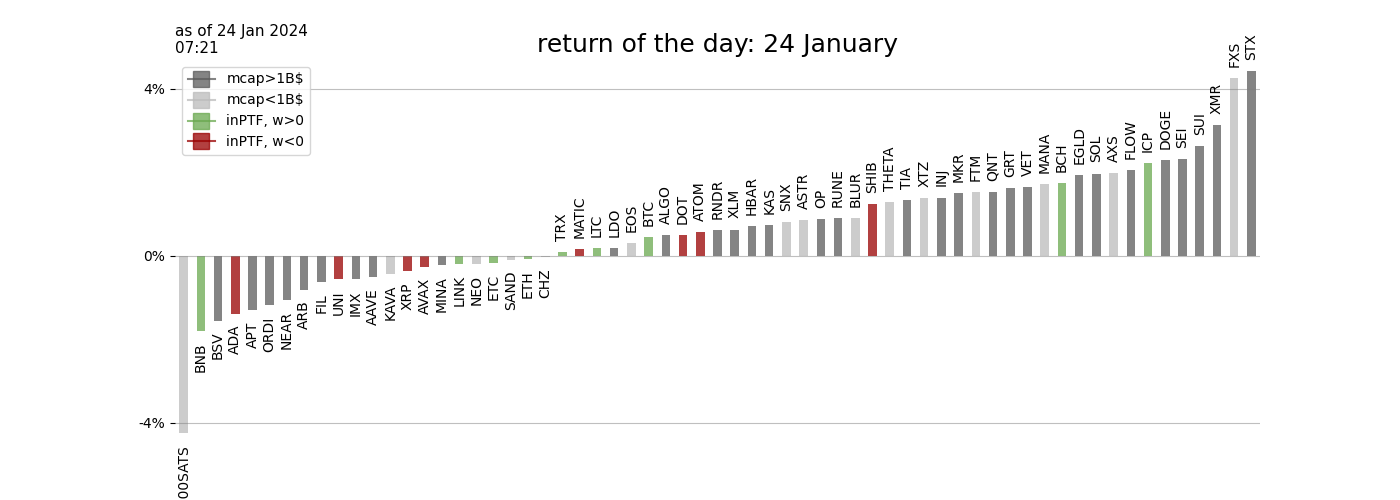 as of 24 Jan 2024
07:21
return of the day: 24 January
mcap>1B$
mcap<1B$
inPTF, w>0
inPTF, w<0
4%
0%
-4%
00SATS
BNB
BSV
ADA
APT
ORDI
NEAR
ARB
FIL
UNI
IMX
AAVE
KAVA
XRP
AVAX
MINA
LINK
NEO
ETC
SAND
ETH
CHZ
TRX
MATIC
LTC
LDO
EOS
BTC
ALGO
DOT
ATOM
RNDR
XLM
HBAR
KAS
SNX
ASTR
OP
RUNE
BLUR
SHIB
THETA
TIA
XTZ
INJ
MKR
FTM
QNT
GRT
VET
MANA
BCH
EGLD
SOL
AXS
FLOW
ICP
DOGE
SEI
SUI
XMR
FXS
STX